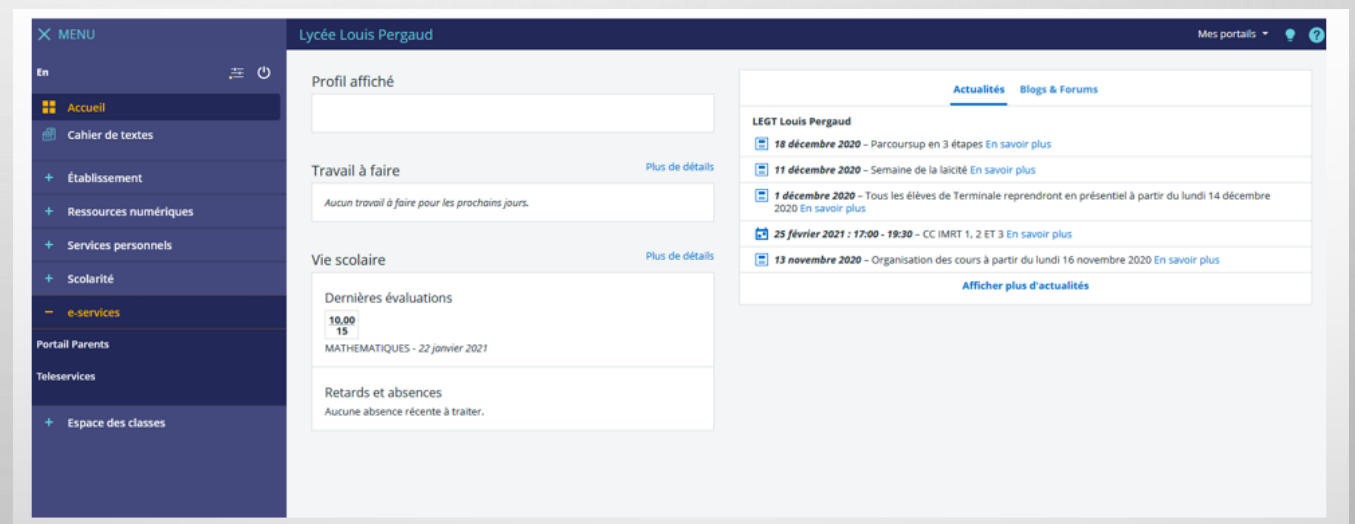 MENU
Lycée Louis Pergaud
Mes portails
En
Accueil
Cahier de textes
+ Établissement
+ Ressources numériques
+ Services personnels
+ Scolarité
− e-services
Portail Parents
Teleservices
+ Espace des classes
Profil affiché
Travail à faire
Plus de détails
Aucun travail à faire pour les prochains jours.
Vie scolaire
Plus de détails
Dernières évaluations
10,00
15
MATHEMATIQUES - 22 janvier 2021
Retards et absences
Aucune absence récente à traiter.
Actualités Blogs & Forums
LEGT Louis Pergaud
18 décembre 2020 – Parcoursup en 3 étapes En savoir plus
11 décembre 2020 – Semaine de la laïcité En savoir plus
1 décembre 2020 – Tous les élèves de Terminale reprendront en présentiel à partir du lundi 14 décembre
2020 En savoir plus
25 février 2021 : 17:00 - 19:30 – CC IMRT 1, 2 ET 3 En savoir plus
13 novembre 2020 – Organisation des cours à partir du lundi 16 novembre 2020 En savoir plus
Afficher plus d'actualités